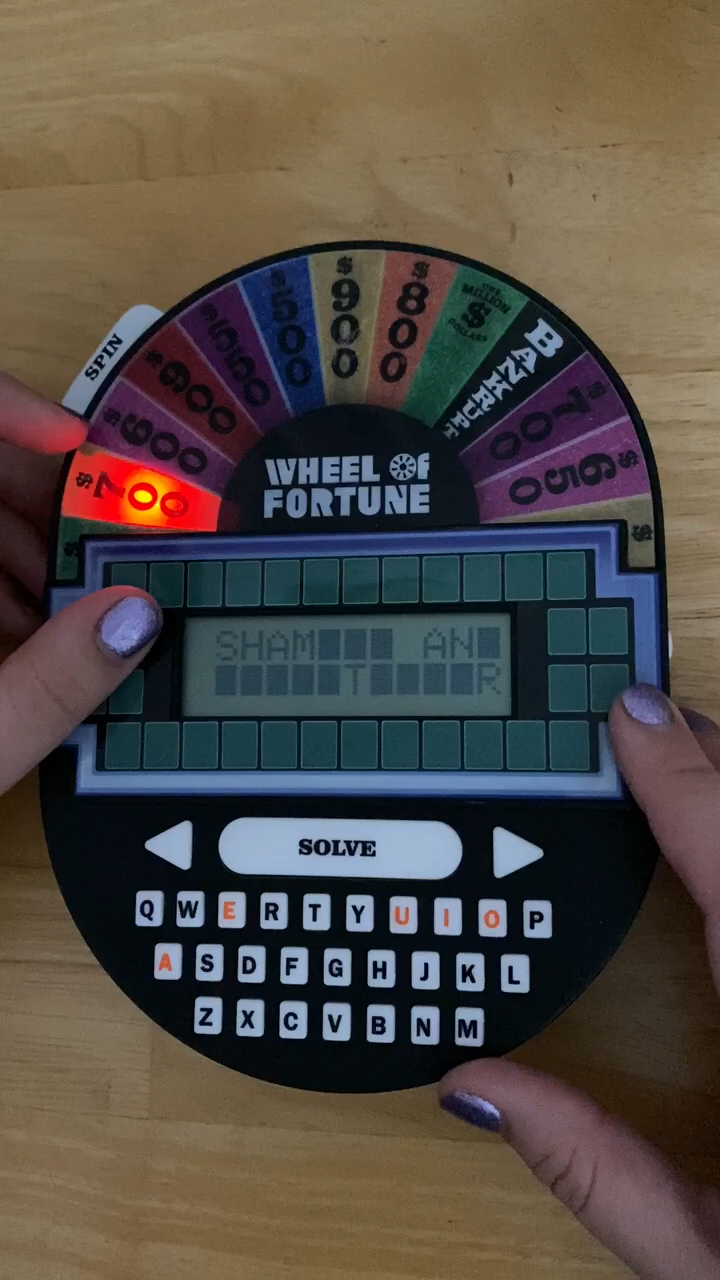 SPIN
$700
$900
$600
$550
$500
$900
$800
ONE MILLION $ DOLLARS
BANKRUPT
$700
$650
$
$
WHEEL OF
FORTUNE
SHAM AN
T R
SOLVE
Q W E R T Y U I O P
A S D F G H J K L
Z X C V B N M